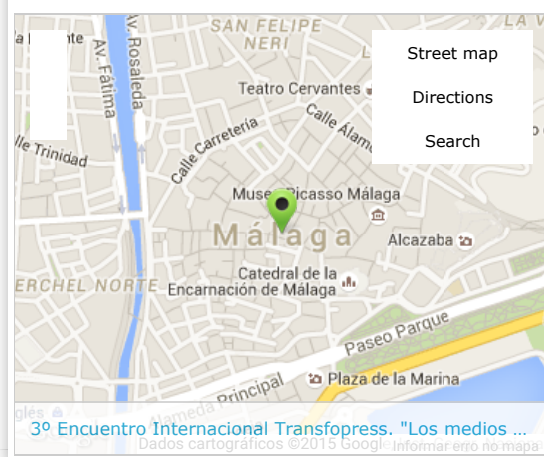 SAN FELIPE
NERI
Av. Fátima
Av. Rosaleda
Street map
Directions
Search
Teatro Cervantes
Calle Carretería
Trinidad
Museo Picasso Málaga
Málaga
Alcazaba
Catedral de la
Encarnación de Málaga
ERCHEL NORTE
Paseo Parque
Plaza de la Marina
Alameda Principal
glés
3º Encuentro Internacional Transfopress. "Los medios ...
Dados cartográficos ©2015 Google
Informar erro no mapa